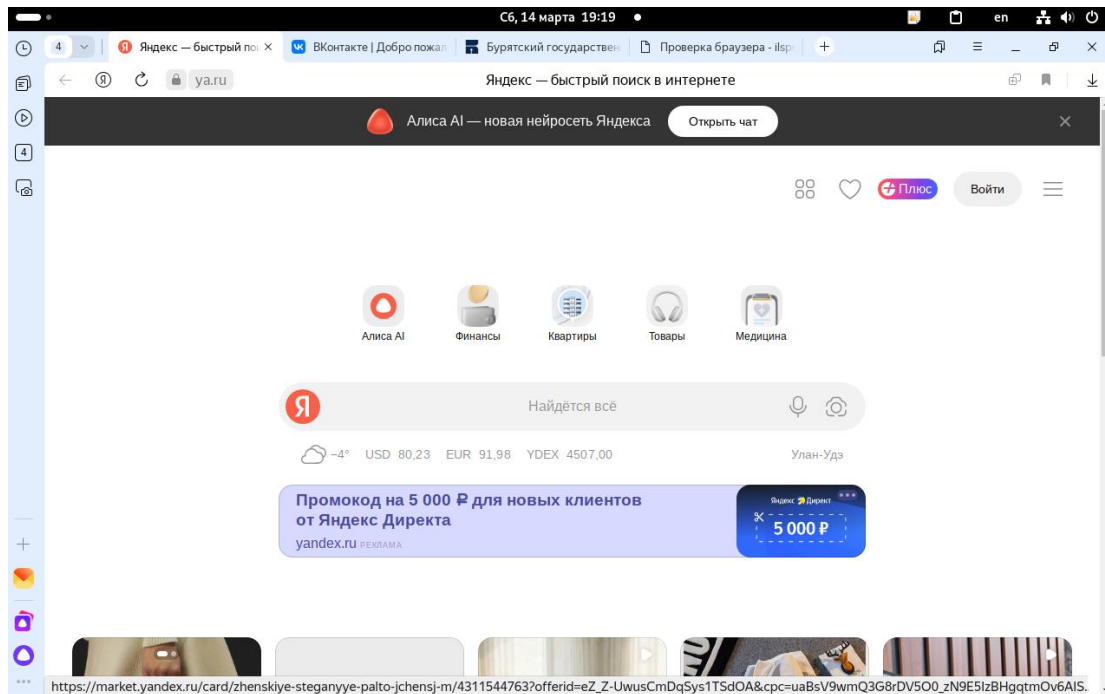 Сб, 14 марта 19:19
en
4
Яндекс — быстрый по
ВКонтакте | Добро пожал
Бурятский государствен
Проверка браузера - ilsp
Я
ya.ru
Яндекс — быстрый поиск в интернете
Алиса AI — новая нейросеть Яндекса
Открыть чат
4
Плюс
Войти
Алиса AI
Финансы
Квартиры
Товары
Медицина
Я
Найдётся всё
−4° USD 80,23 EUR 91,98 YDEX 4507,00
Улан-Удэ
Промокод на 5 000 ₽ для новых клиентов
от Яндекс Директа
yandex.ru РЕКЛАМА
Яндекс Директ
5 000 ₽
https://market.yandex.ru/card/zhenskiye-steganyye-palto-jchensj-m/4311544763?offerid=eZ_Z-UwusCmDqSys1TSdOA&cpc=uaBsV9wmQ3G8rDV5O0_zN9E5IzBHgqtmOv6AIS.